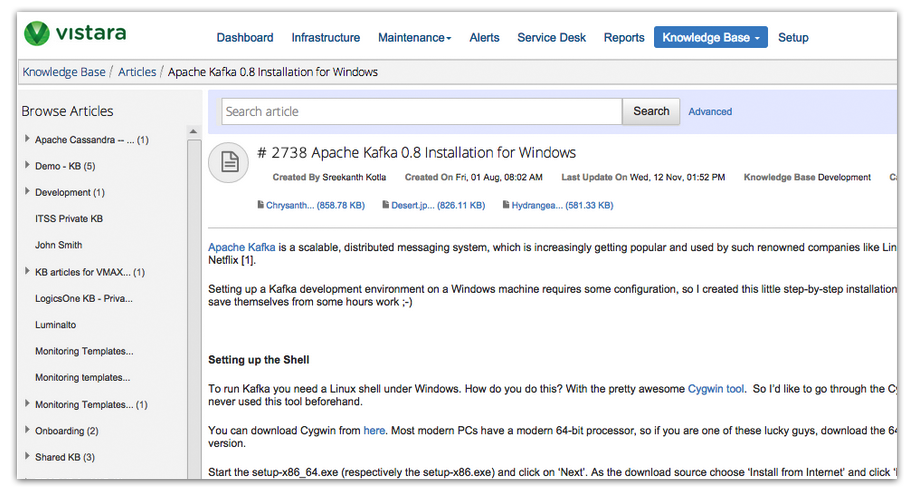 vistara
Dashboard Infrastructure Maintenance Alerts Service Desk Reports Knowledge Base Setup
Knowledge Base / Articles / Apache Kafka 0.8 Installation for Windows
Browse Articles
Apache Cassandra -- ... (1)
Demo - KB (5)
Development (1)
ITSS Private KB
John Smith
KB articles for VMAX... (1)
LogicsOne KB - Priva...
Luminalto
Monitoring Templates...
Monitoring templates...
Monitoring Templates... (1)
Onboarding (2)
Shared KB (3)
Search article Search Advanced
# 2738 Apache Kafka 0.8 Installation for Windows
Created By Sreekanth Kotla Created On Fri, 01 Aug, 08:02 AM Last Update On Wed, 12 Nov, 01:52 PM Knowledge Base Development
Chrysanth... (858.78 KB) Desert.jp... (826.11 KB) Hydrangea... (581.33 KB)
Apache Kafka is a scalable, distributed messaging system, which is increasingly getting popular and used by such renowned companies like Lin
Netflix [1].
Setting up a Kafka development environment on a Windows machine requires some configuration, so I created this little step-by-step installation
save themselves from some hours work ;-)
Setting up the Shell
To run Kafka you need a Linux shell under Windows. How do you do this? With the pretty awesome Cygwin tool. So I'd like to go through the Cy
never used this tool beforehand.
You can download Cygwin from here. Most modern PCs have a modern 64-bit processor, so if you are one of these lucky guys, download the 64
version.
Start the setup-x86_64.exe (respectively the setup-x86.exe) and click on 'Next'. As the download source choose 'Install from Internet' and click